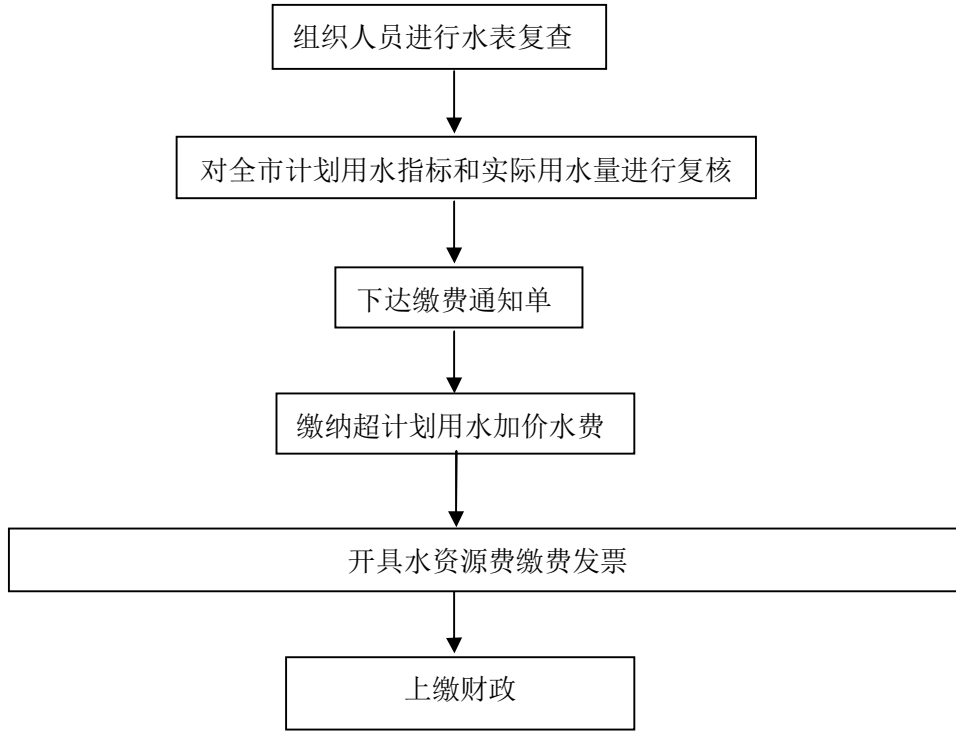 组织人员进行水表复查
对全市计划用水指标和实际用水量进行复核
下达缴费通知单
缴纳超计划用水加价水费
开具水资源费缴费发票
上缴财政